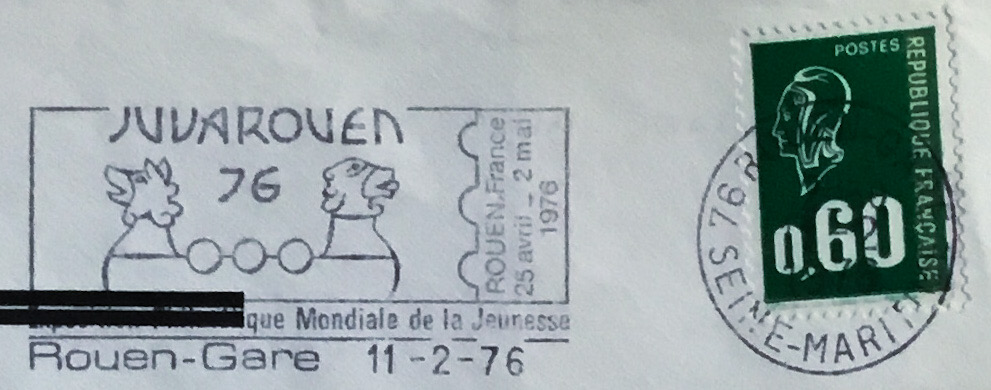 JUVAROUEN
76
ROUEN.France
25 avril - 2 mai
1976
que Mondiale de la Jeunesse
Rouen-Gare 11-2-76
POSTES
REPUBLIQUE FRANÇAISE
0,60
76 R
SEINE-MARIT